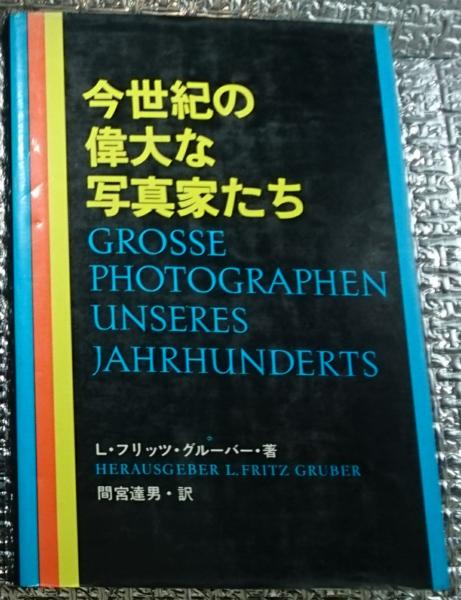 今世紀の
偉大な
写真家たち
GROSSE
PHOTOGRAPHEN
UNSERES
JAHRHUNDERTS
L・フリッツ・グルーバー・著
HERAUSGEBER L. FRITZ GRUBER
間宮達男・訳